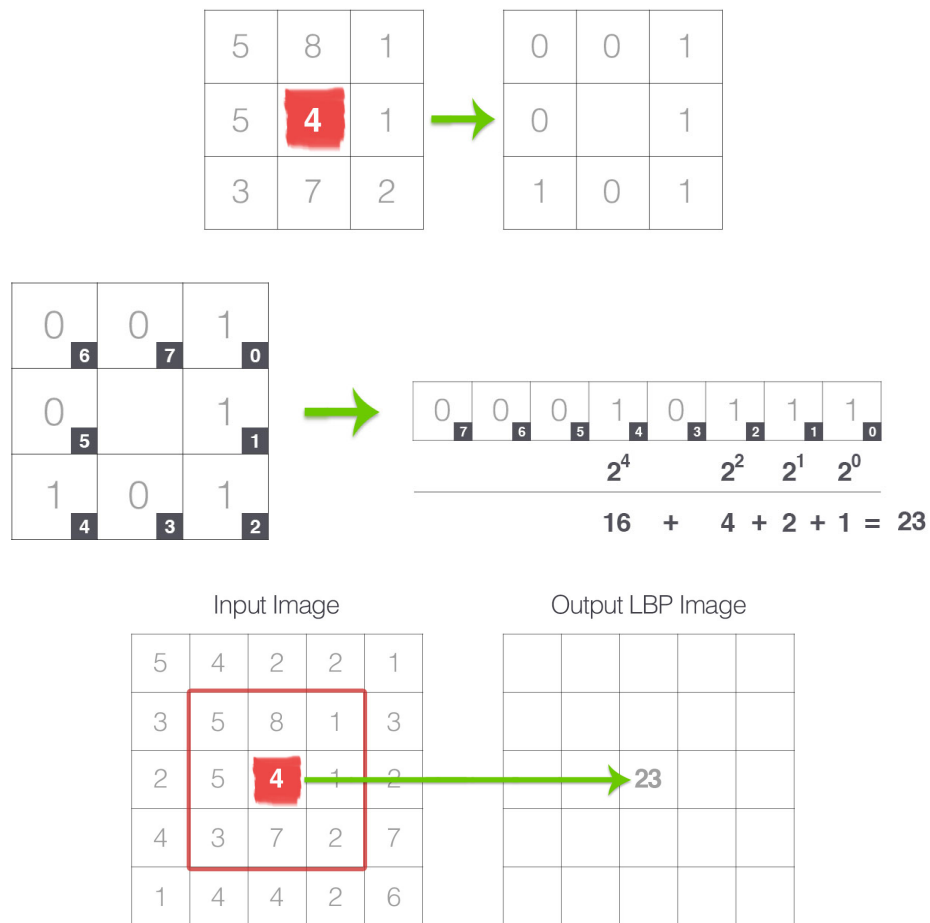 5 8 1 0 0 1
5 4 1 0 1
3 7 2 1 0 1
0 6 0 7 1 0
0 5 1 1
1 4 0 3 1 2
0 7 0 6 0 5 1 4 0 3 1 2 1 1 1 0
2^4 2^2 2^1 2^0
16 + 4 + 2 + 1 = 23
Input Image Output LBP Image
5 4 2 2 1
3 5 8 1 3
2 5 4 1 2 23
4 3 7 2 7
1 4 4 2 6